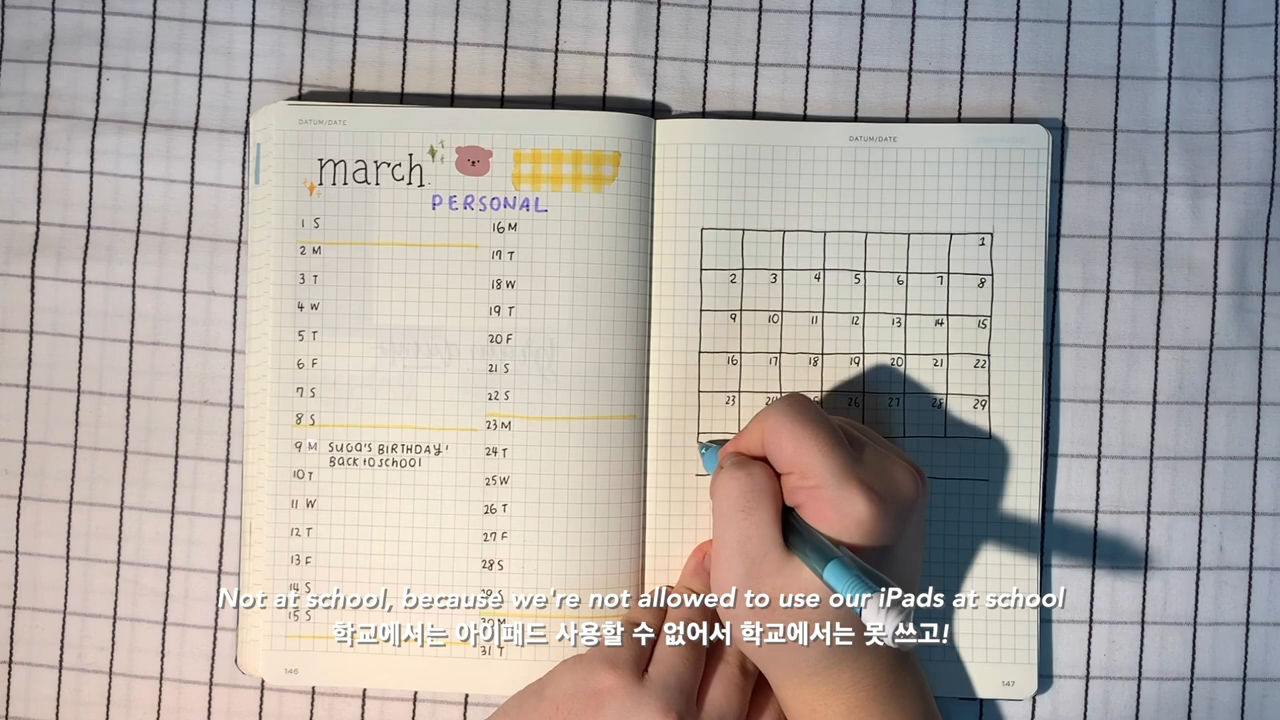 DATUM/DATE
march.
PERSONAL
1 S
2 M
3 T
4 W
5 T
6 F
7 S
8 S
9 M SUGA'S BIRTHDAY!
BACK TO SCHOOL
10 T
11 W
12 T
13 F
14 S
15 S
16 M
17 T
18 W
19 T
20 F
21 S
22 S
23 M
24 T
25 W
26 T
27 F
28 S
29 S
30 M
31 T
146
DATUM/DATE
1
2 3 4 5 6 7 8
9 10 11 12 13 14 15
16 17 18 19 20 21 22
23 24 25 26 27 28 29
147
Not at school, because we're not allowed to use our iPads at school
학교에서는 아이패드 사용할 수 없어서 학교에서는 못 쓰고!